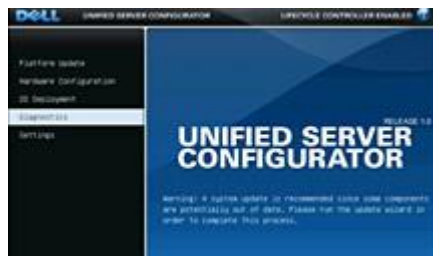 DELL UNIFIED SERVER CONFIGURATOR LIFECYCLE CONTROLLER ENABLED
Platform Update
Hardware Configuration
OS Deployment
Diagnostics
Settings
RELEASE 1.0
UNIFIED SERVER
CONFIGURATOR
Warning: A system update is recommended since some components
are potentially out of date. Please run the update wizard in
order to complete this process.